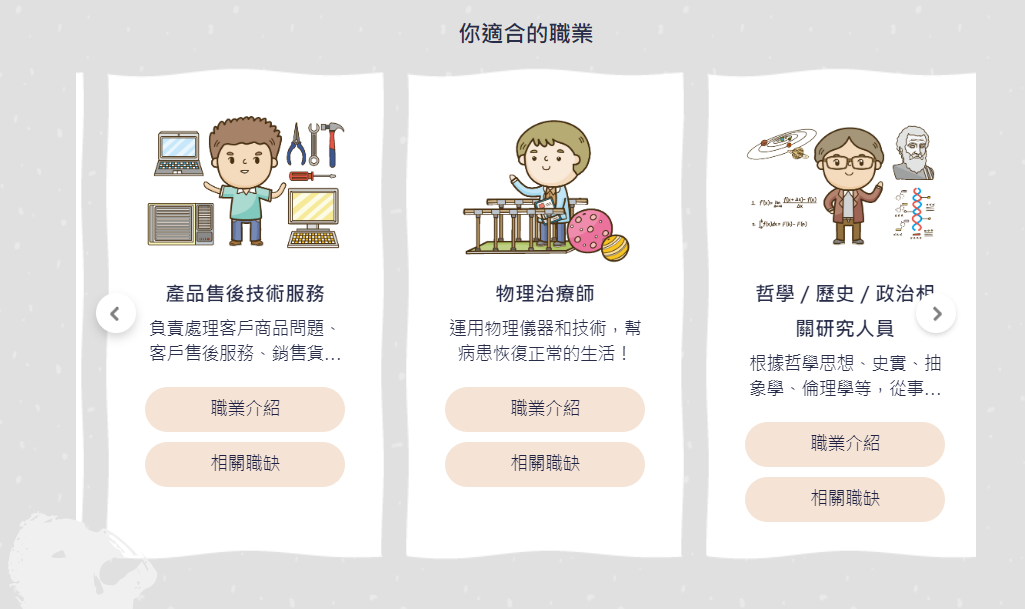 你適合的職業
產品售後技術服務
負責處理客戶商品問題、
客戶售後服務、銷售貨...
職業介紹
相關職缺
物理治療師
運用物理儀器和技術，幫
病患恢復正常的生活！
職業介紹
相關職缺
哲學 / 歷史 / 政治相
關研究人員
根據哲學思想、史實、抽
象學、倫理學等，從事...
職業介紹
相關職缺